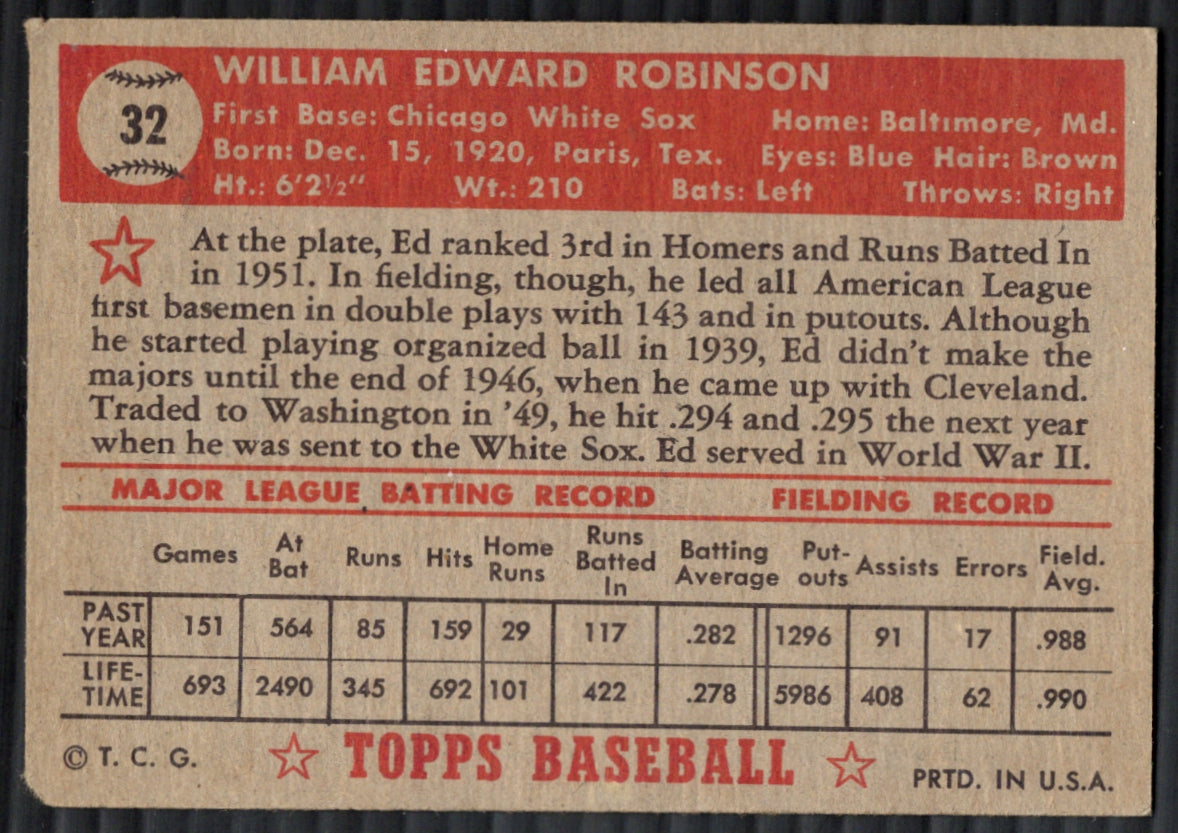 32
WILLIAM EDWARD ROBINSON
First Base: Chicago White Sox Home: Baltimore, Md.
Born: Dec. 15, 1920, Paris, Tex. Eyes: Blue Hair: Brown
Ht.: 6'2½" Wt.: 210 Bats: Left Throws: Right
At the plate, Ed ranked 3rd in Homers and Runs Batted In
in 1951. In fielding, though, he led all American League
first basemen in double plays with 143 and in putouts. Although
he started playing organized ball in 1939, Ed didn't make the
majors until the end of 1946, when he came up with Cleveland.
Traded to Washington in '49, he hit .294 and .295 the next year
when he was sent to the White Sox. Ed served in World War II.
MAJOR LEAGUE BATTING RECORD FIELDING RECORD
Games At Bat Runs Hits Home Runs Runs Batted In Batting Average Put-outs Assists Errors Field. Avg.
PAST YEAR 151 564 85 159 29 117 .282 1296 91 17 .988
LIFE-TIME 693 2490 345 692 101 422 .278 5986 408 62 .990
© T. C. G. TOPPS BASEBALL PRTD. IN U.S.A.